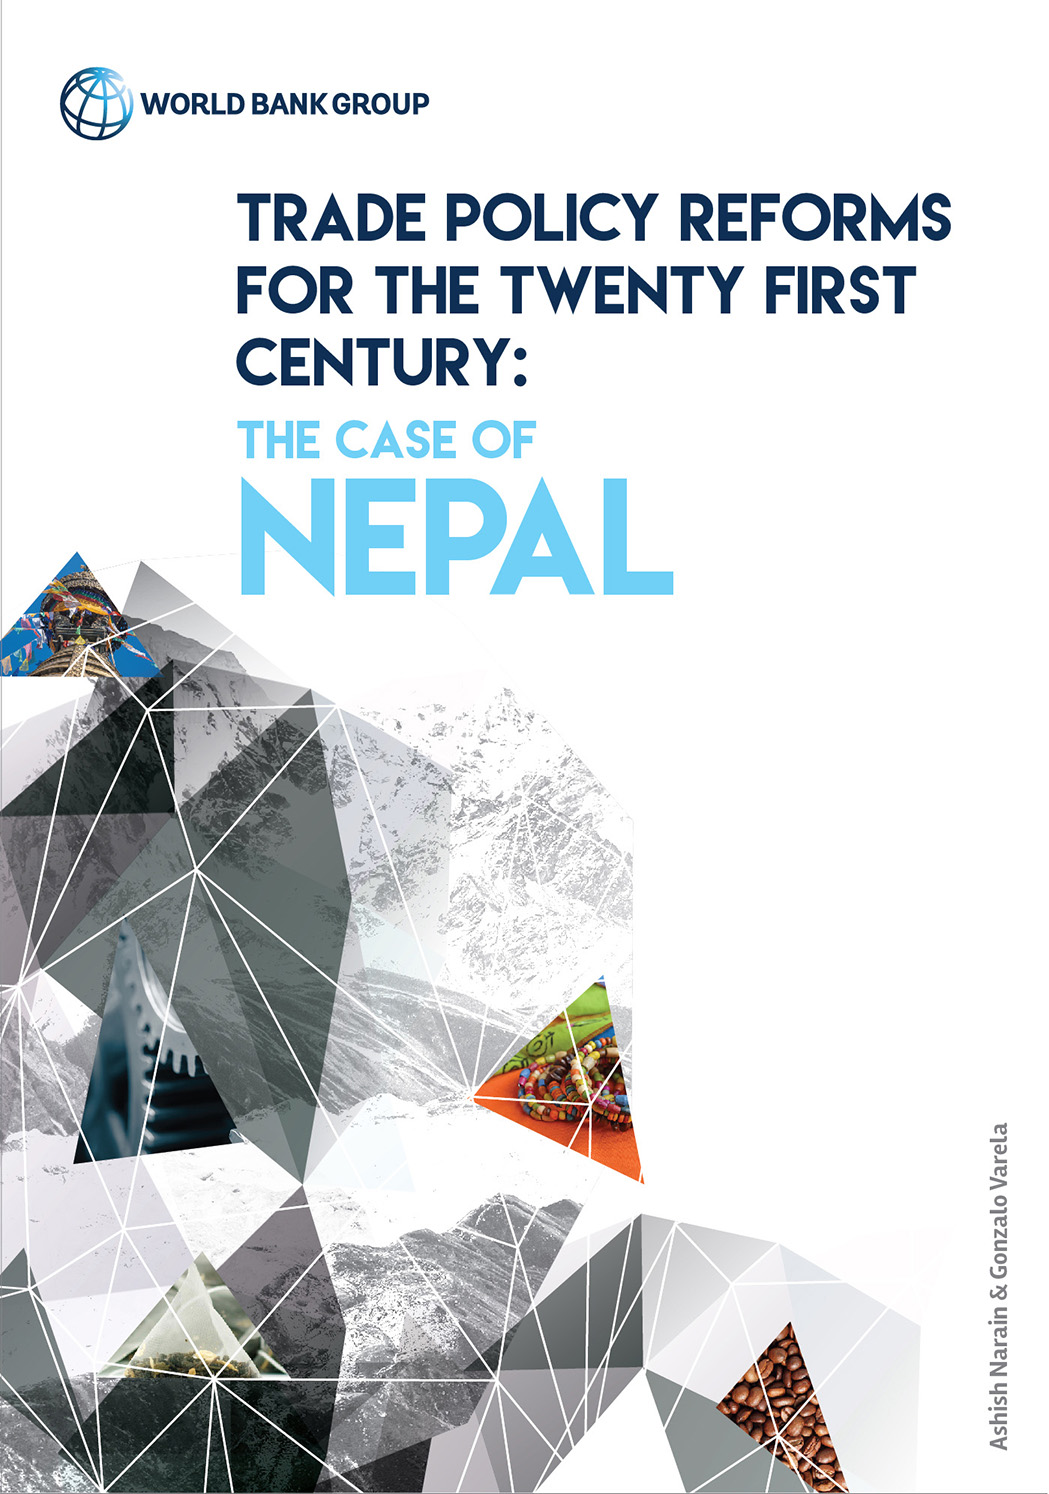 WORLD BANK GROUP
TRADE POLICY REFORMS
FOR THE TWENTY FIRST
CENTURY:
THE CASE OF
NEPAL
Ashish Narain & Gonzalo Varela